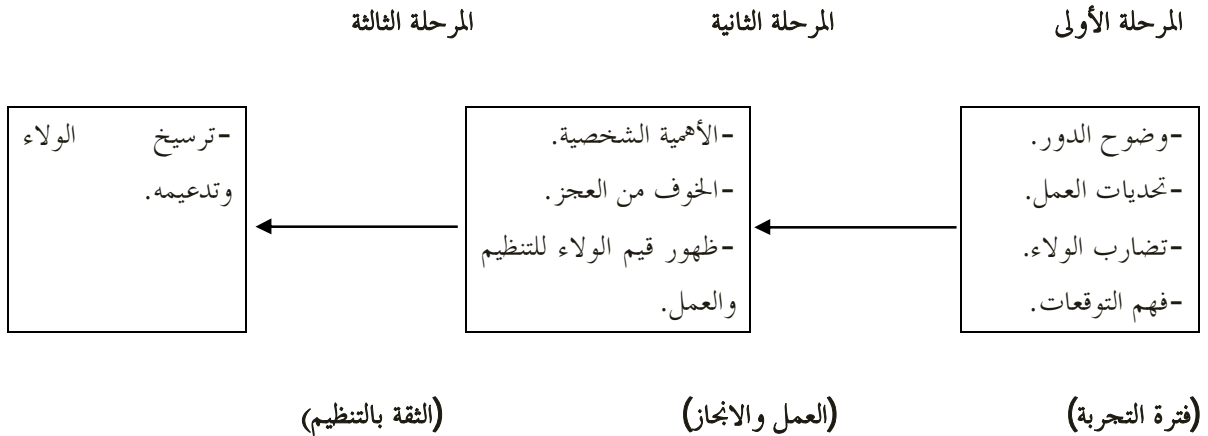 المرحلة الأولى
المرحلة الثانية
المرحلة الثالثة
-وضوح الدور.
-تحديات العمل.
-تضارب الولاء.
-فهم التوقعات.
-الأهمية الشخصية.
-الخوف من العجز.
-ظهور قيم الولاء للتنظيم
والعمل.
-ترسيخ الولاء
وتدعيمه.
(فترة التجربة)
(العمل والانجاز)
(الثقة بالتنظيم)